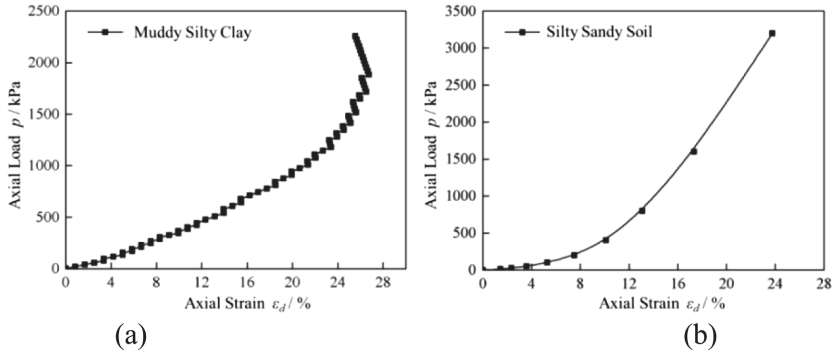 2500
2000
1500
1000
500
0
Axial Load p / kPa
Muddy Silty Clay
0 4 8 12 16 20 24 28
Axial Strain εd / %
(a)
3500
3000
2500
2000
1500
1000
500
0
Axial Load p / kPa
Silty Sandy Soil
0 4 8 12 16 20 24 28
Axial Strain εd / %
(b)